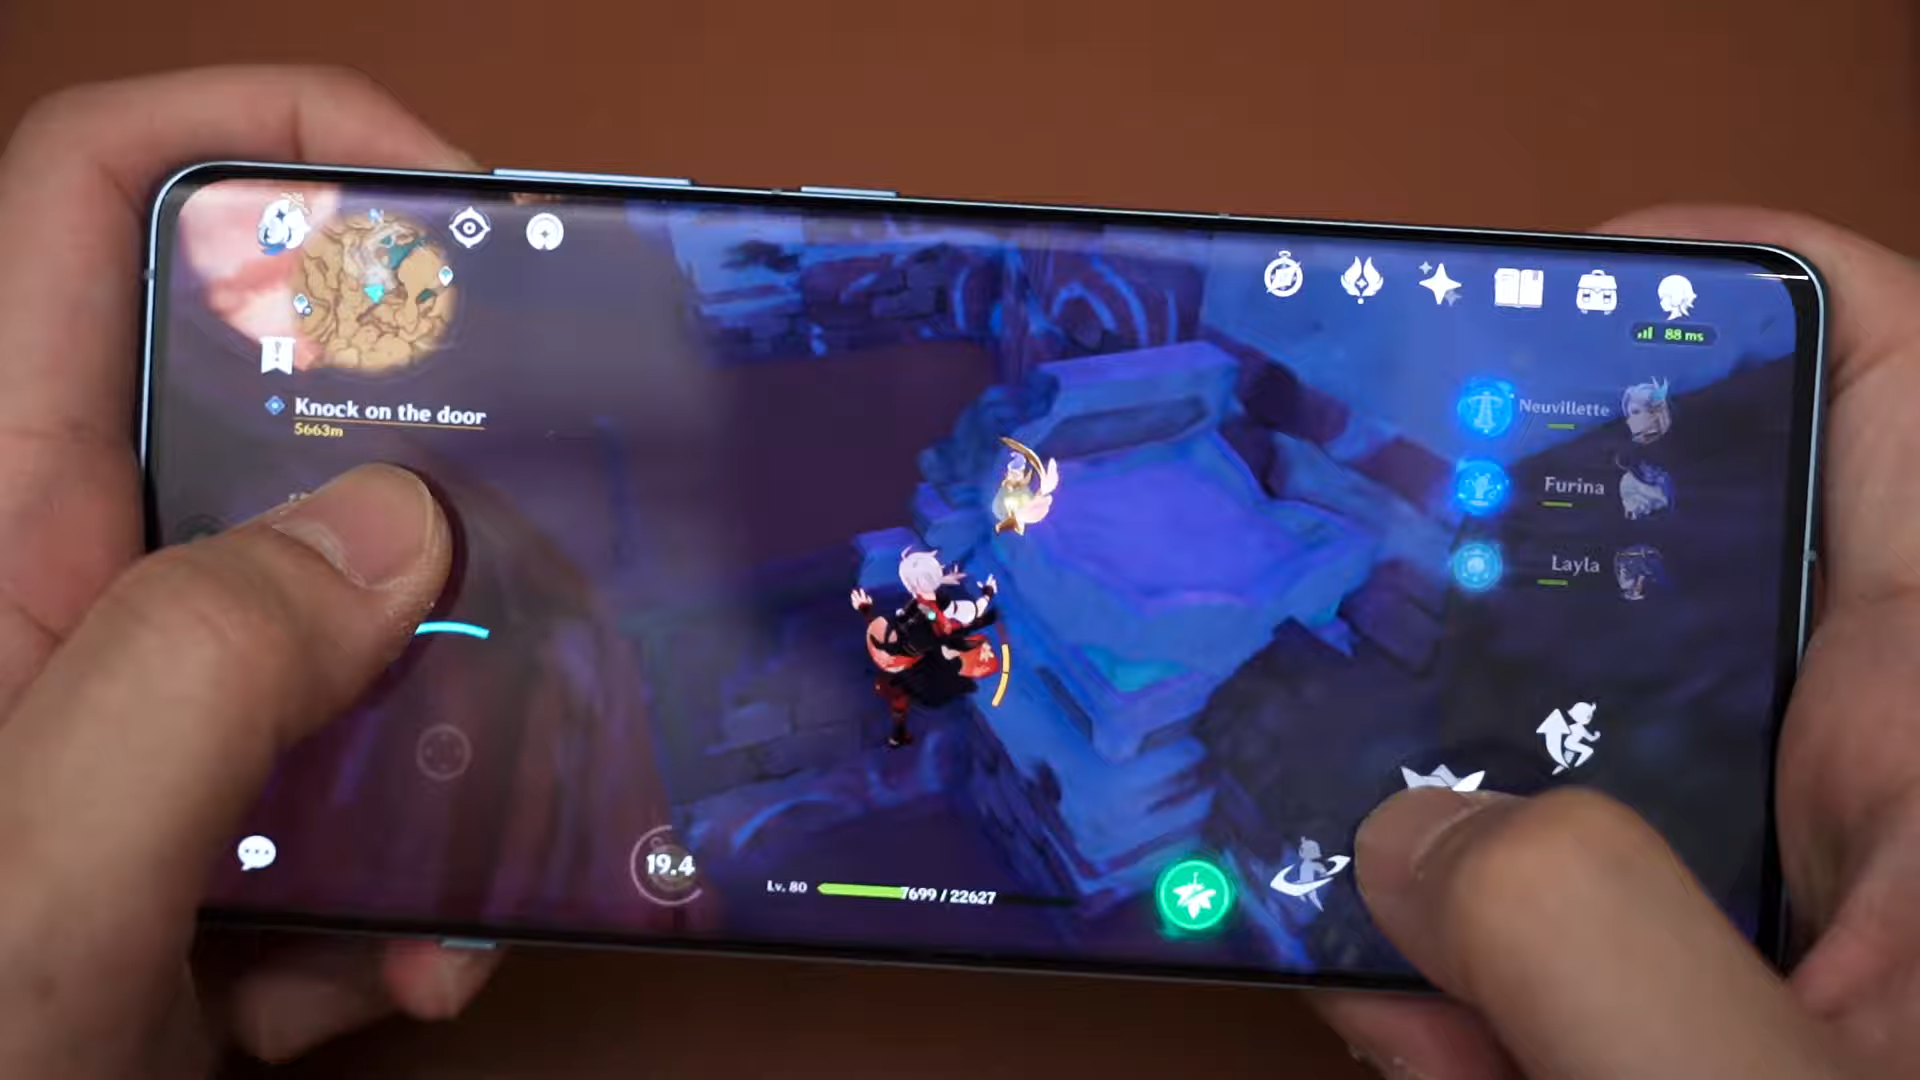 88 ms
Knock on the door
5663m
Neuvillette
Furina
Layla
19.4
Lv. 80
7699 / 22627